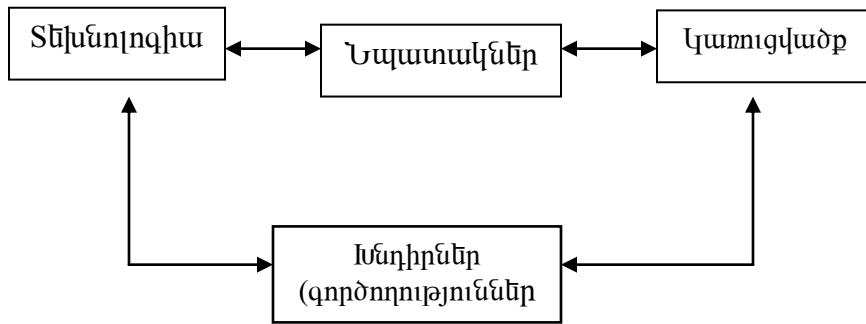 Տեխնոլոգիա
Նպատակներ
Կառուցվածք
Խնդիրներ
(գործողություններ